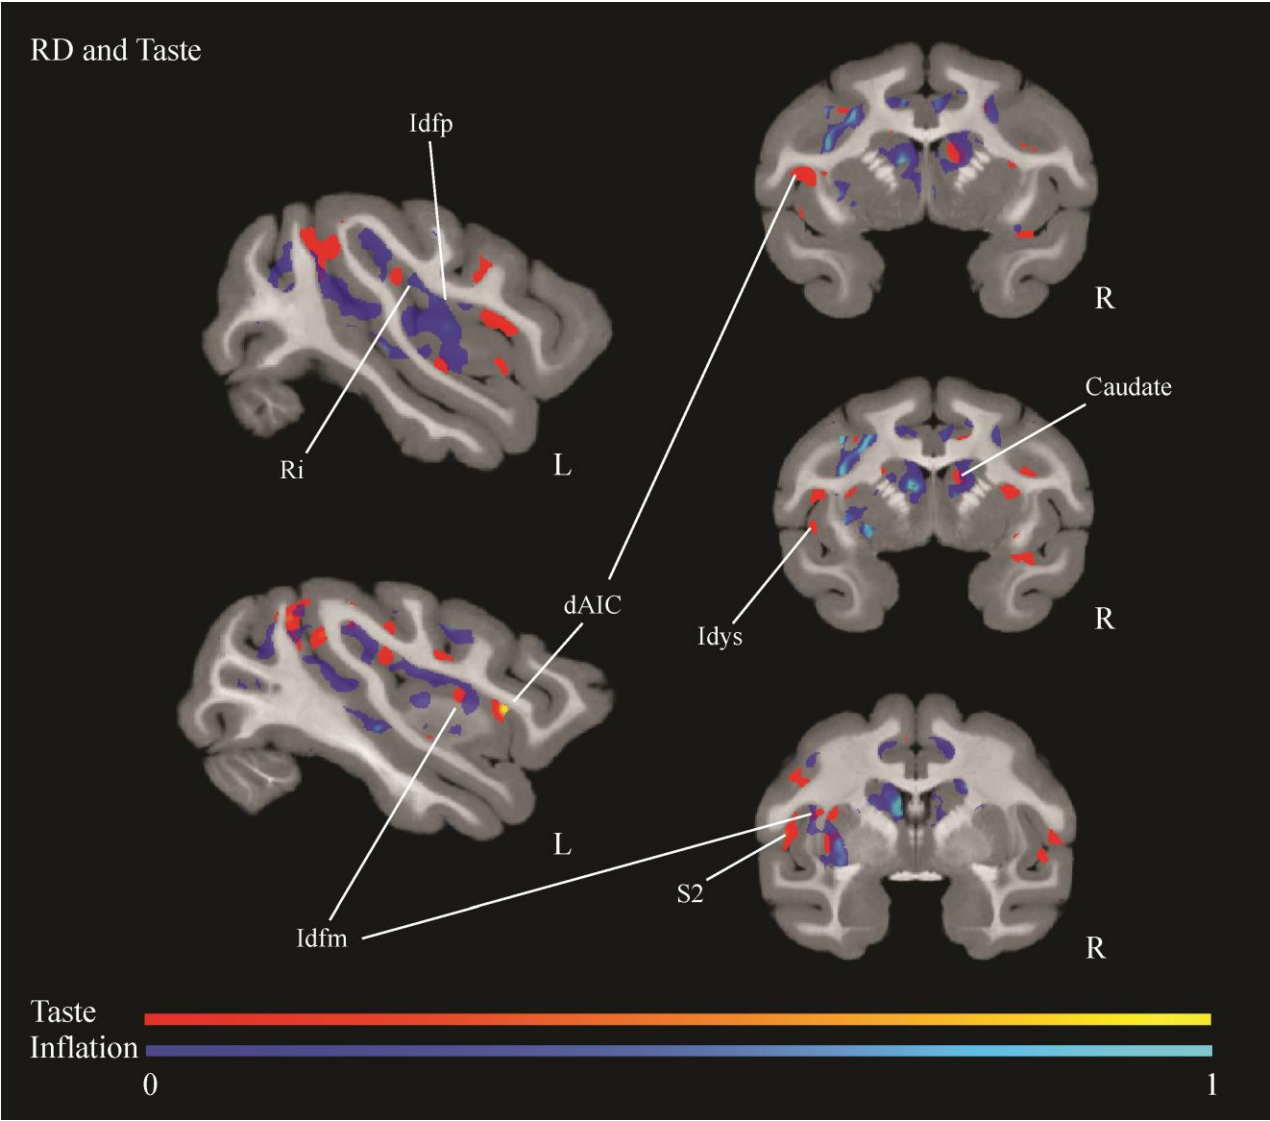 RD and Taste
Idfp
R
Caudate
Ri
L
dAIC
R
Idys
L
S2
Idfm
R
Taste
Inflation
0
1